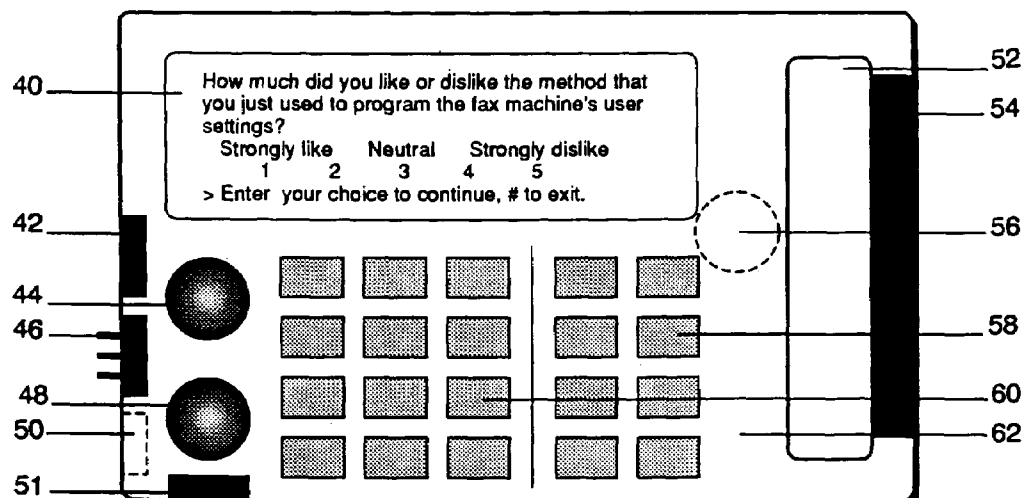 40
How much did you like or dislike the method that
you just used to program the fax machine's user
settings?
Strongly like Neutral Strongly dislike
1 2 3 4 5
> Enter your choice to continue, # to exit.
42
44
46
48
50
51
52
54
56
58
60
62